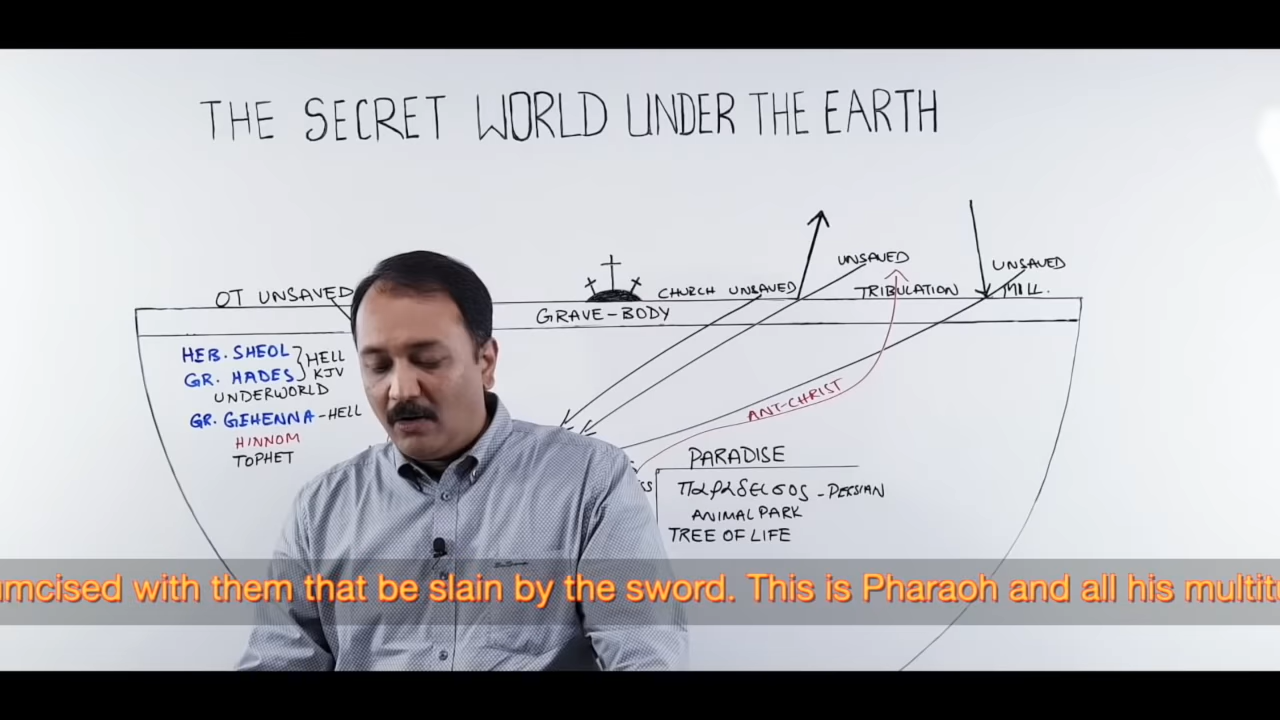 THE SECRET WORLD UNDER THE EARTH
OT UNSAVED
CHURCH UNSAVED
UNSAVED
TRIBULATION
UNSAVED
MILL.
GRAVE-BODY
HEB. SHEOL
GR. HADES
HELL
KJV
UNDERWORLD
GR. GEHENNA - HELL
HINNOM
TOPHET
ANT-CHRIST
PARADISE
παραδεισος - PERSIAN
ANIMAL PARK
TREE OF LIFE
with them that be slain by the sword. This is Pharaoh and all his